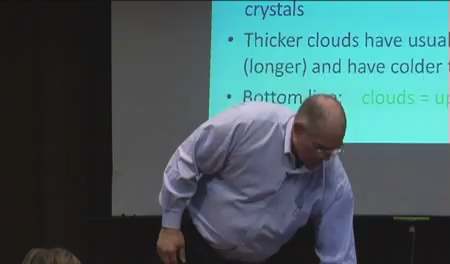 crystals
• Thicker clouds have usual
(longer) and have colder
• Bottom line: clouds = up